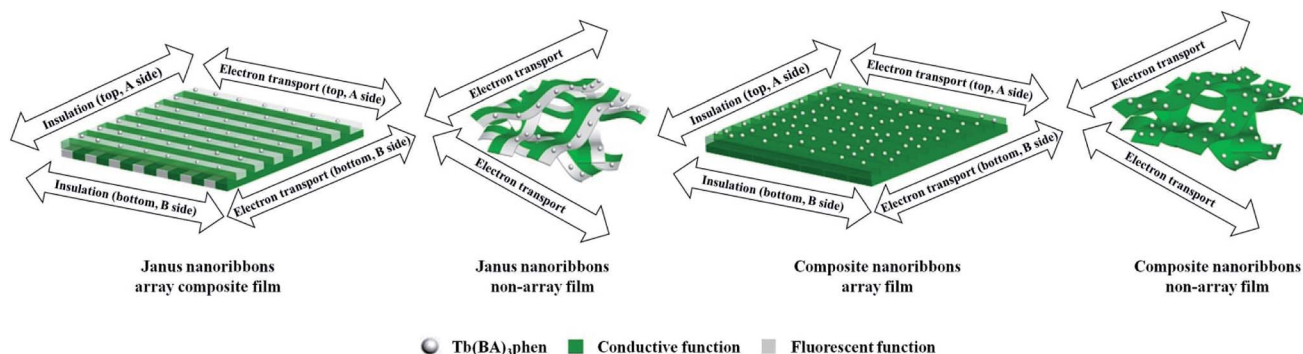 Insulation (top, A side)
Electron transport (top, A side)
Insulation (bottom, B side)
Electron transport (bottom, B side)
Janus nanoribbons
array composite film
Electron transport
Electron transport
Janus nanoribbons
non-array film
Insulation (top, A side)
Electron transport (top, A side)
Insulation (bottom, B side)
Electron transport (bottom, B side)
Composite nanoribbons
array film
Electron transport
Electron transport
Composite nanoribbons
non-array film
Tb(BA)₃phen Conductive function Fluorescent function